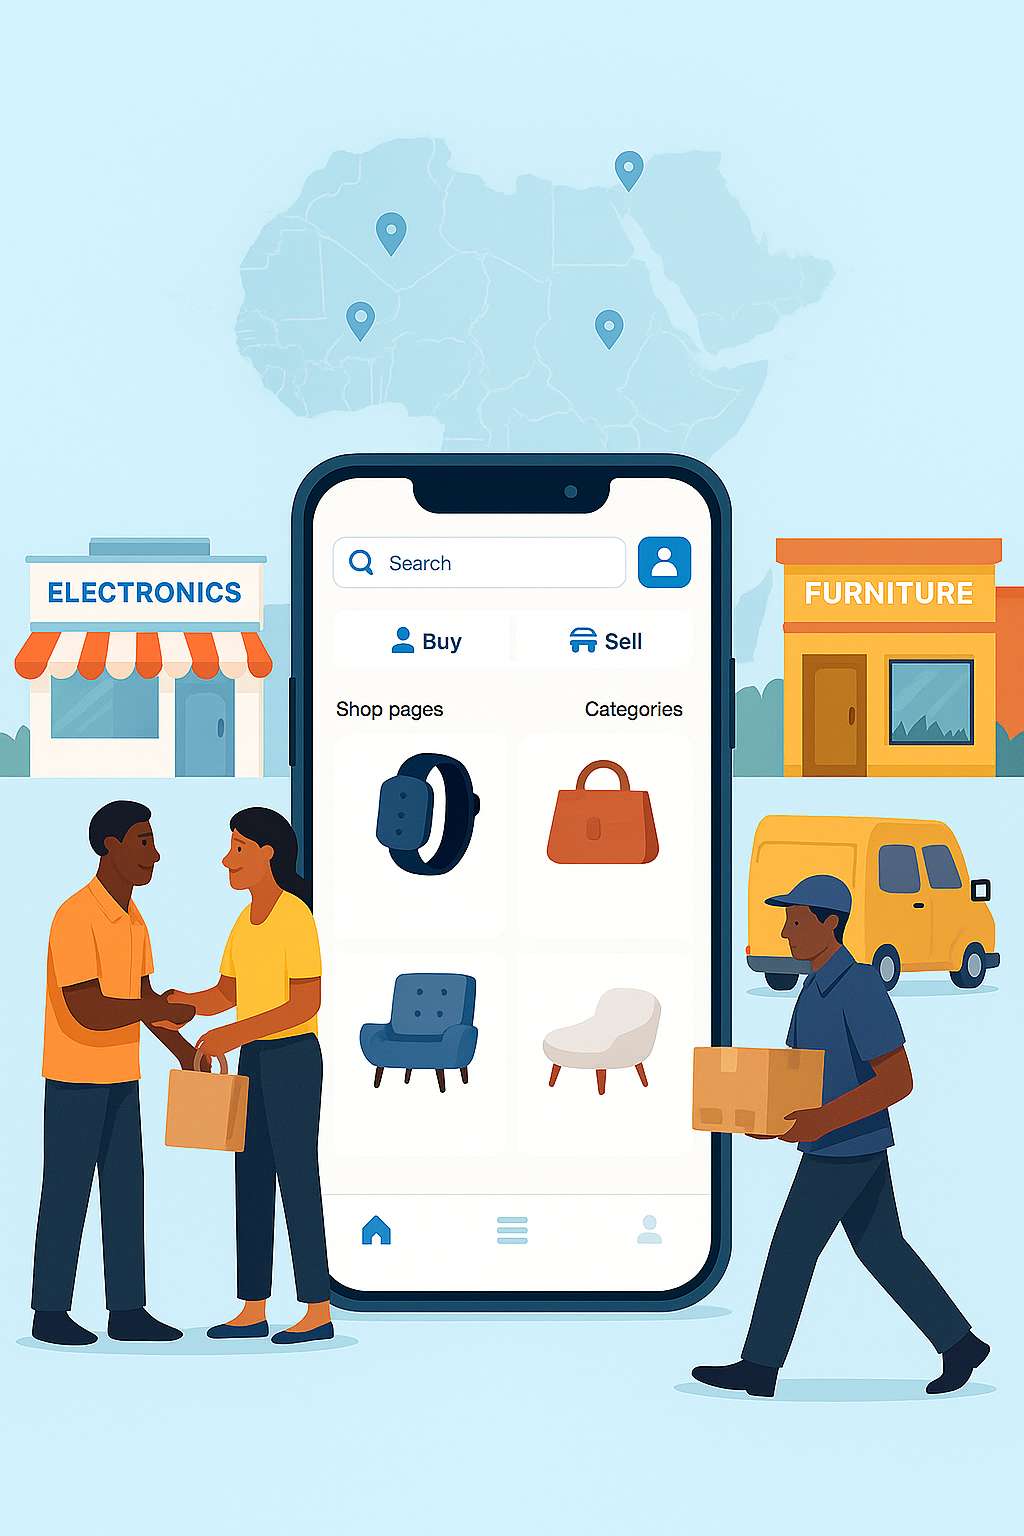 ELECTRONICS
FURNITURE
Search
Buy
Sell
Shop pages
Categories